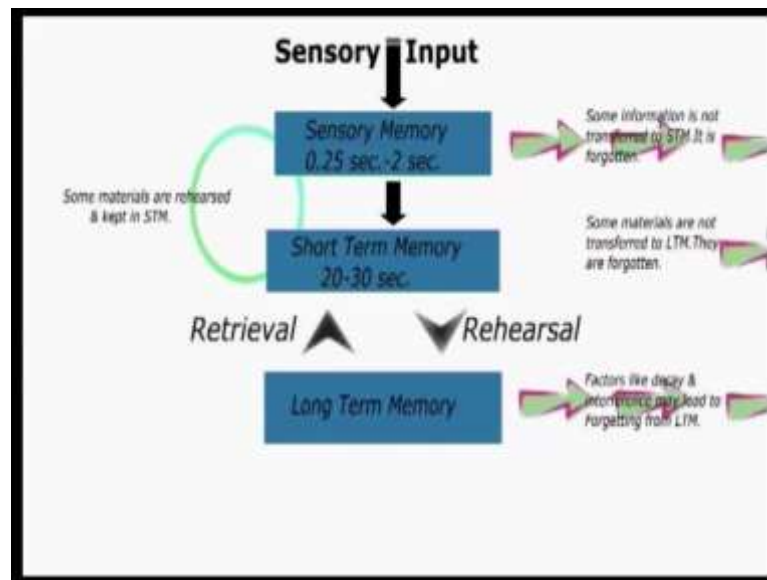 Sensory Input
Sensory Memory
0.25 sec.-2 sec.
Some information is not
transferred to STM.It is
forgotten.
Some materials are rehearsed
& kept in STM.
Short Term Memory
20-30 sec.
Some materials are not
transferred to LTM.They
are forgotten.
Retrieval
Rehearsal
Long Term Memory
Factors like decay &
interference may lead to
Forgetting from LTM.